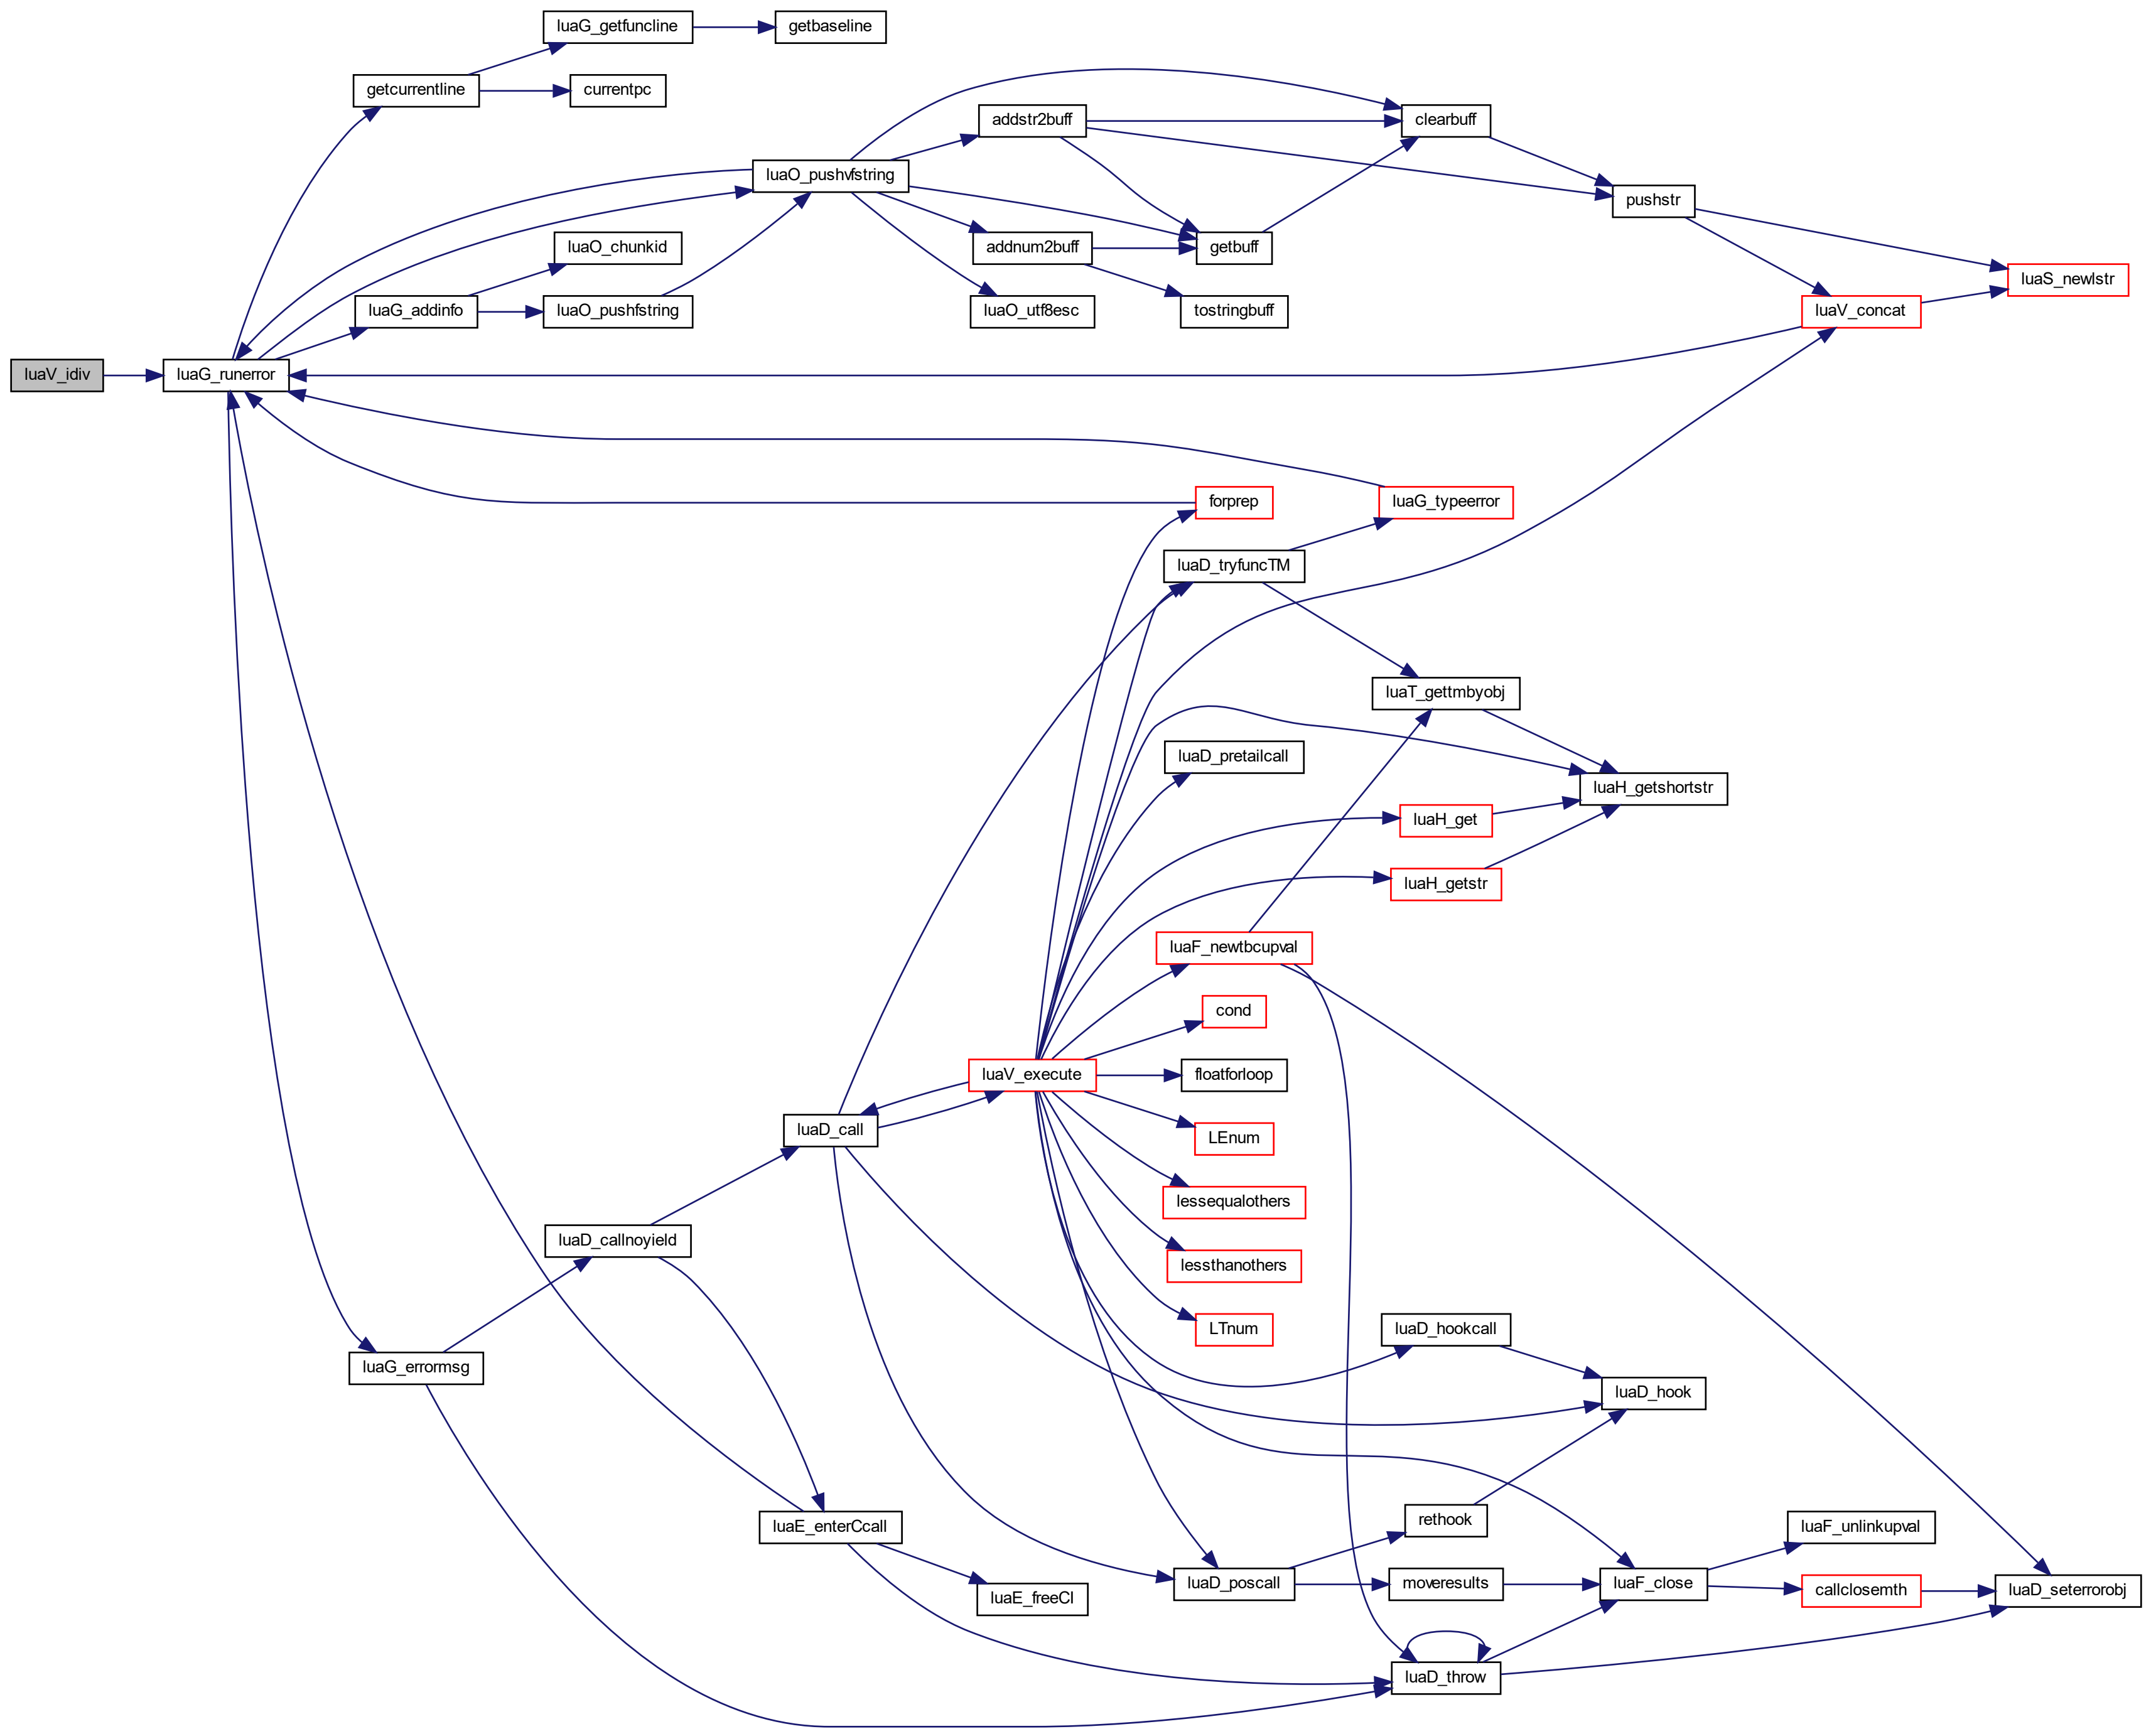 luaG_getfuncline
getbaseline
getcurrentline
currentpc
addstr2buff
clearbuff
luaO_pushvfstring
pushstr
luaO_chunkid
addnum2buff
getbuff
luaS_newlstr
luaG_addinfo
luaO_pushfstring
luaO_utf8esc
tostringbuff
luaV_concat
luaV_idiv
luaG_runerror
forprep
luaG_typeerror
luaD_tryfuncTM
luaT_gettmbyobj
luaD_pretailcall
luaH_getshortstr
luaH_get
luaH_getstr
luaF_newtbcupval
cond
luaV_execute
floatforloop
luaD_call
LEnum
lessequalothers
luaD_callnoyield
lessthanothers
LTnum
luaD_hookcall
luaG_errormsg
luaD_hook
rethook
luaE_enterCcall
luaF_unlinkupval
luaD_poscall
moveresults
luaF_close
luaE_freeCI
callclosemth
luaD_seterrorobj
luaD_throw